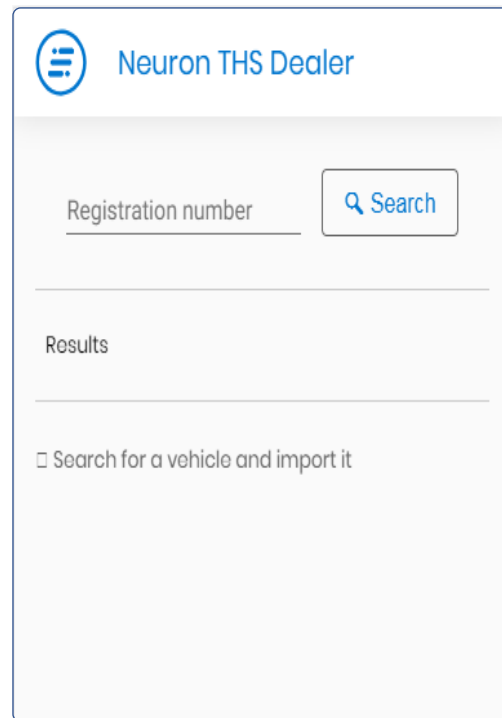 Neuron THS Dealer
Registration number
Search
Results
Search for a vehicle and import it